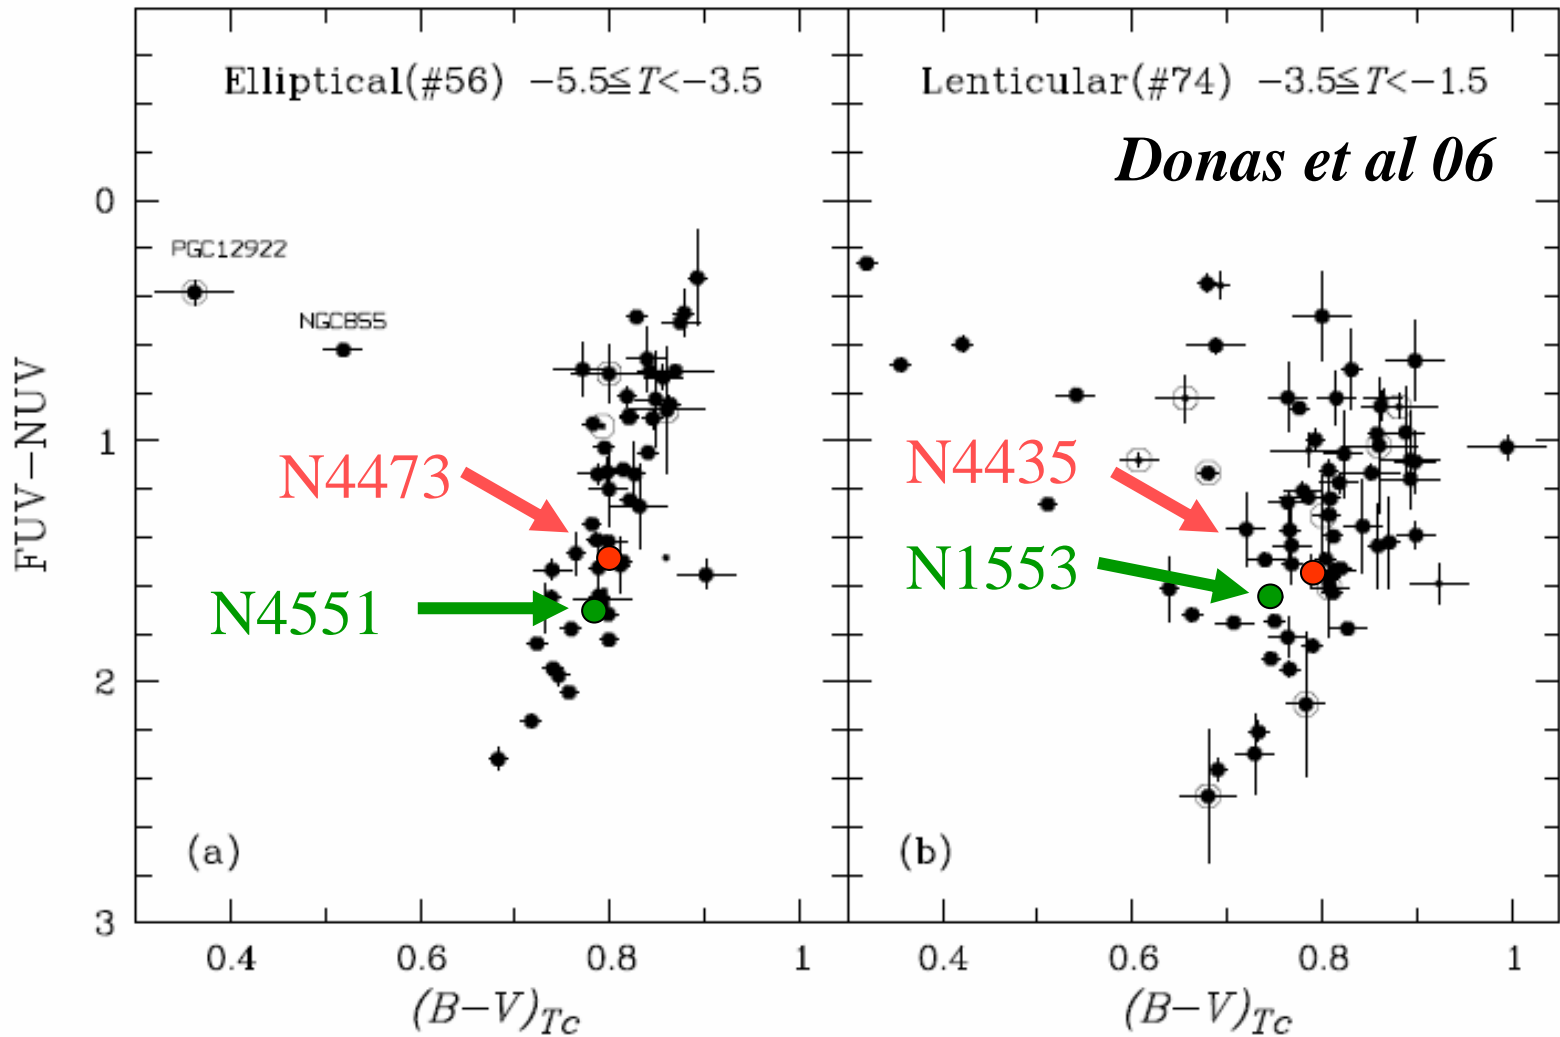 Elliptical(#56) −5.5≦T<−3.5
Lenticular(#74) −3.5≦T<−1.5
Donas et al 06
PGC12922
NGC855
N4473
N4551
N4435
N1553
(a)
(b)
FUV−NUV
0
1
2
3
0.4 0.6 0.8 1
0.4 0.6 0.8 1
(B−V)Tc
(B−V)Tc